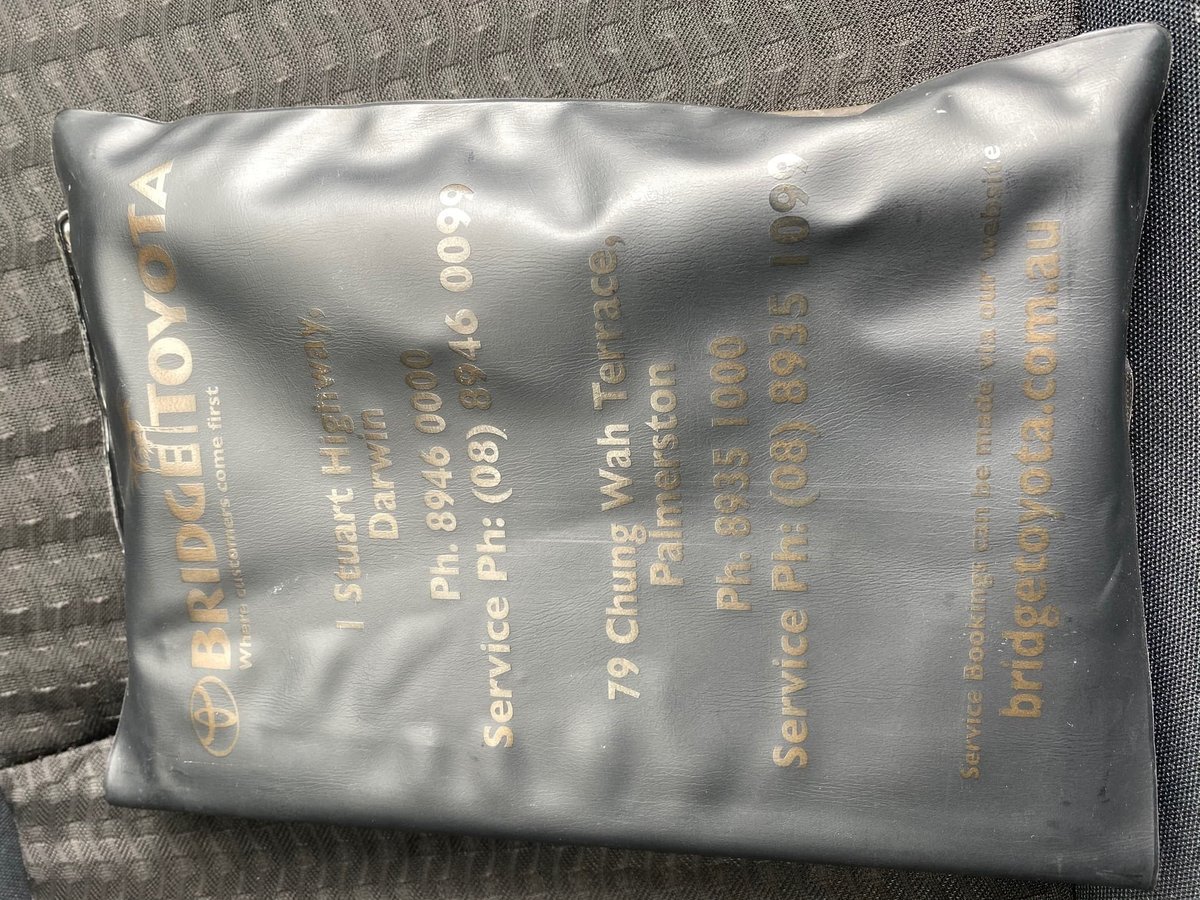 BRIDGE TOYOTA
Where customers come first
1 Stuart Highway,
Darwin
Ph. 8946 0000
Service Ph: (08) 8946 0099
79 Chung Wah Terrace,
Palmerston
Ph. 8935 1000
Service Ph: (08) 8935 1099
Service Bookings can be made via our website
bridgetoyota.com.au